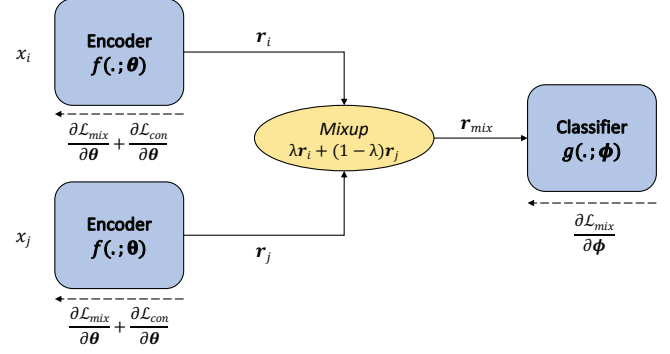 x_i
Encoder
f(.; θ)
r_i
∂ℒ_mix/∂θ + ∂ℒ_con/∂θ
Mixup
λr_i + (1 − λ)r_j
r_mix
Classifier
g(.; ϕ)
∂ℒ_mix/∂ϕ
x_j
Encoder
f(.; θ)
r_j
∂ℒ_mix/∂θ + ∂ℒ_con/∂θ